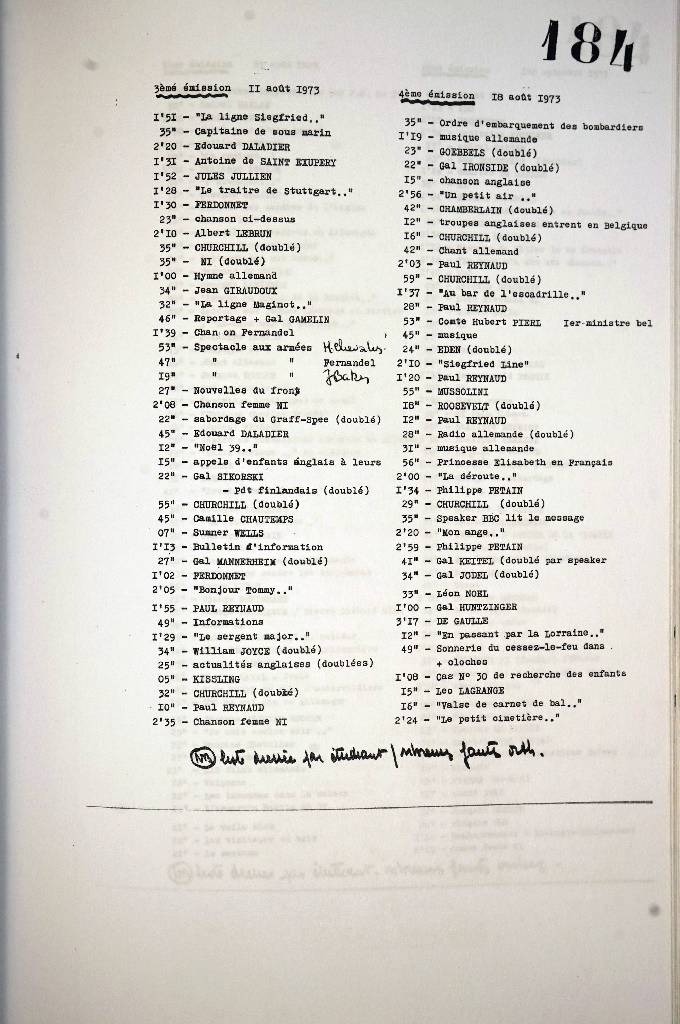 184
3èmé émission II août 1973
I'5I - "La ligne Siegfried.."
35" - Capitaine de sous marin
2'20 - Edouard DALADIER
I'3I - Antoine de SAINT EXUPERY
I'52 - JULES JULLIEN
I'28 - "Le traitre de Stuttgart.."
I'30 - FERDONNET
23" - chanson ci-dessus
2'I0 - Albert LEBRUN
35" - CHURCHILL (doublé)
35" - NI (doublé)
I'00 - Hymne allemand
34" - Jean GIRAUDOUX
32" - "La ligne Maginot.."
46" - Reportage + Gal GAMELIN
I'39 - Chan on Fernandel
53" - Spectacle aux armées M.Chevalier
47" " " Fernandel
I9" " " J Baker
27" - Nouvelles du front
2'08 - Chanson femme NI
22" - sabordage du Graff-Spee (doublé)
45" - Edouard DALADIER
I2" - "Noël 39.."
I5" - appels d'enfants anglais à leurs
22" - Gal SIKORSKI
- Pdt finlandais (doublé)
55" - CHURCHILL (doublé)
45" - Camille CHAUTEMPS
07" - Sumner WELLS
I'I3 - Bulletin d'information
27" - Gal MANNERHEIM (doublé)
I'02 - FERDONNET
2'05 - "Bonjour Tommy.."
I'55 - PAUL REYNAUD
49" - Informations
I'29 - "Le sergent major.."
34" - William JOYCE (doublé)
25" - actualités anglaises (doublées)
05" - KISSLING
32" - CHURCHILL (doublé)
I0" - Paul REYNAUD
2'35 - Chanson femme NI
4ème émission I8 août I973
35" - Ordre d'embarquement des bombardiers
I'I9 - musique allemande
23" - GOEBBELS (doublé)
22" - Gal IRONSIDE (doublé)
I5" - chanson anglaise
2'56 - "Un petit air .."
42" - CHAMBERLAIN (doublé)
I2" - troupes anglaises entrent en Belgique
I6" - CHURCHILL (doublé)
42" - Chant allemand
2'03 - Paul REYNAUD
59" - CHURCHILL (doublé)
I'37 - "Au bar de l'escadrille.."
28" - Paul REYNAUD
53" - Comte Hubert PIERL Ier-ministre bel
45" - musique
24" - EDEN (doublé)
2'I0 - "Siegfried Line"
I'20 - Paul REYNAUD
55" - MUSSOLINI
I8" - ROOSEVELT (doublé)
I2" - Paul REYNAUD
28" - Radio allemande (doublé)
3I" - musique allemande
56" - Princesse Elisabeth en Français
2'00 - "La déroute.."
I'34 - Philippe PETAIN
29" - CHURCHILL (doublé)
35" - Speaker BBC lit le message
2'20 - "Mon ange.."
2'59 - Philippe PETAIN
4I" - Gal KEITEL (doublé par speaker
34" - Gal JODEL (doublé)
33" - Léon NOEL
I'00 - Gal HUNTZINGER
3'I7 - DE GAULLE
I2" - "En passant par la Lorraine.."
49" - Sonnerie du cessez-le-feu dans .
+ cloches
I'08 - Cas N° 30 de recherche des enfants
I5" - Leo LAGRANGE
I6" - "Valse de carnet de bal.."
2'24 - "Le petit cimetière.."
NB liste dressée par étudiant / nombreuses fautes orth.